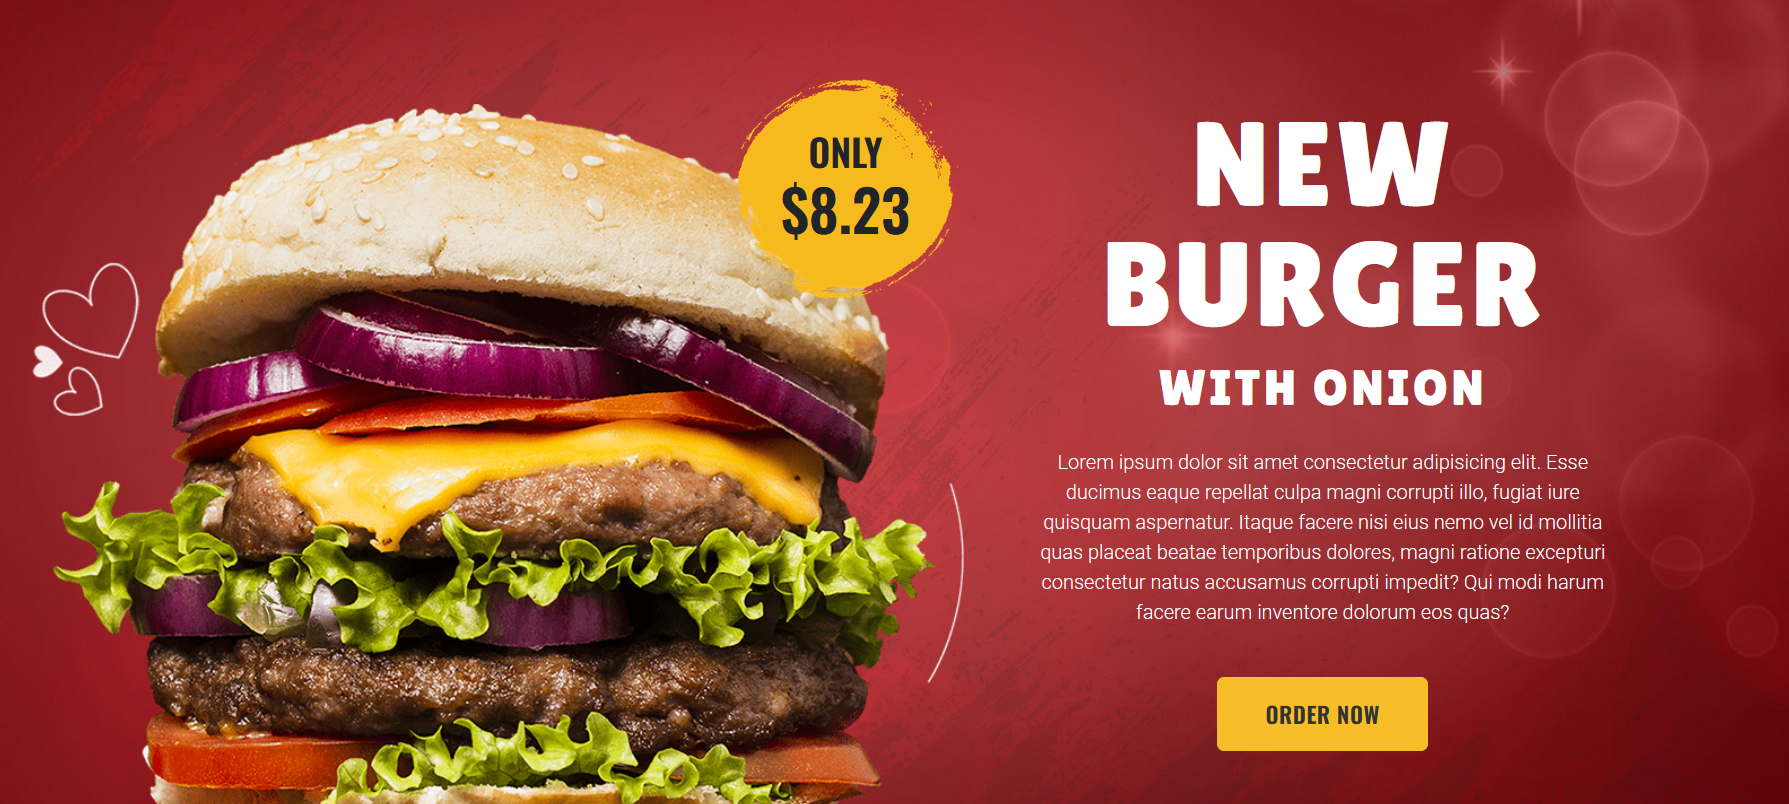 ONLY
$8.23
NEW
BURGER
WITH ONION
Lorem ipsum dolor sit amet consectetur adipisicing elit. Esse
ducimus eaque repellat culpa magni corrupti illo, fugiat iure
quisquam aspernatur. Itaque facere nisi eius nemo vel id mollitia
quas placeat beatae temporibus dolores, magni ratione excepturi
consectetur natus accusamus corrupti impedit? Qui modi harum
facere earum inventore dolorum eos quas?
ORDER NOW